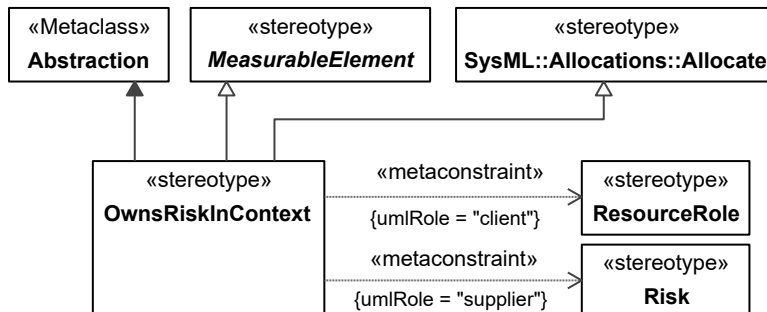 «Metaclass»
Abstraction
«stereotype»
MeasurableElement
«stereotype»
SysML::Allocations::Allocate
«stereotype»
OwnsRiskInContext
«metaconstraint»
{umlRole = "client"}
«stereotype»
ResourceRole
«metaconstraint»
{umlRole = "supplier"}
«stereotype»
Risk